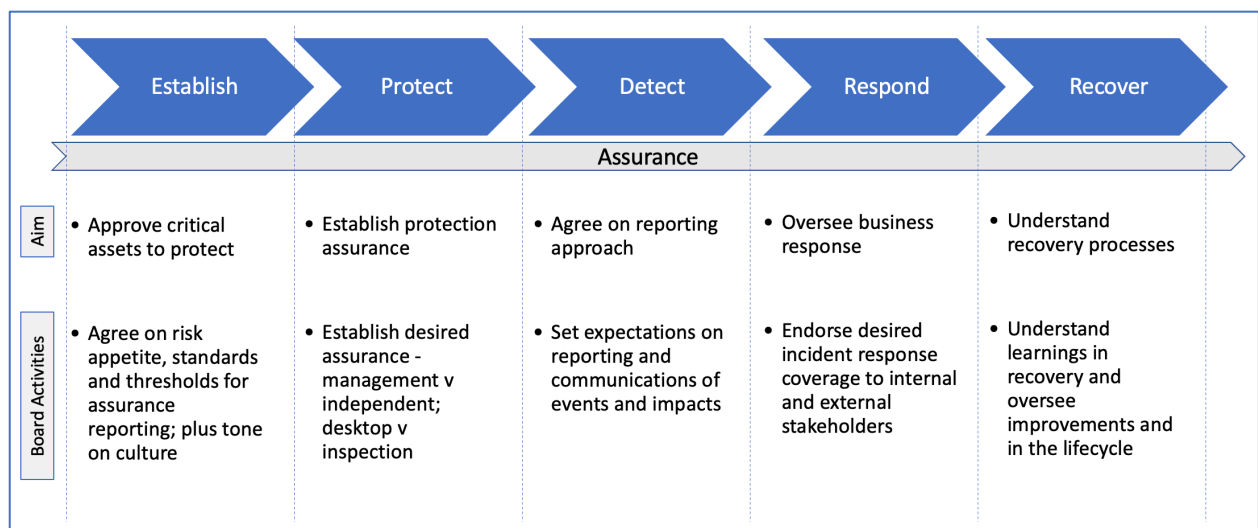 Establish
Protect
Detect
Respond
Recover
Assurance
Aim
• Approve critical
assets to protect
• Establish protection
assurance
• Agree on reporting
approach
• Oversee business
response
• Understand
recovery processes
Board Activities
• Agree on risk
appetite, standards
and thresholds for
assurance
reporting; plus tone
on culture
• Establish desired
assurance -
management v
independent;
desktop v
inspection
• Set expectations on
reporting and
communications of
events and impacts
• Endorse desired
incident response
coverage to internal
and external
stakeholders
• Understand
learnings in
recovery and
oversee
improvements and
in the lifecycle